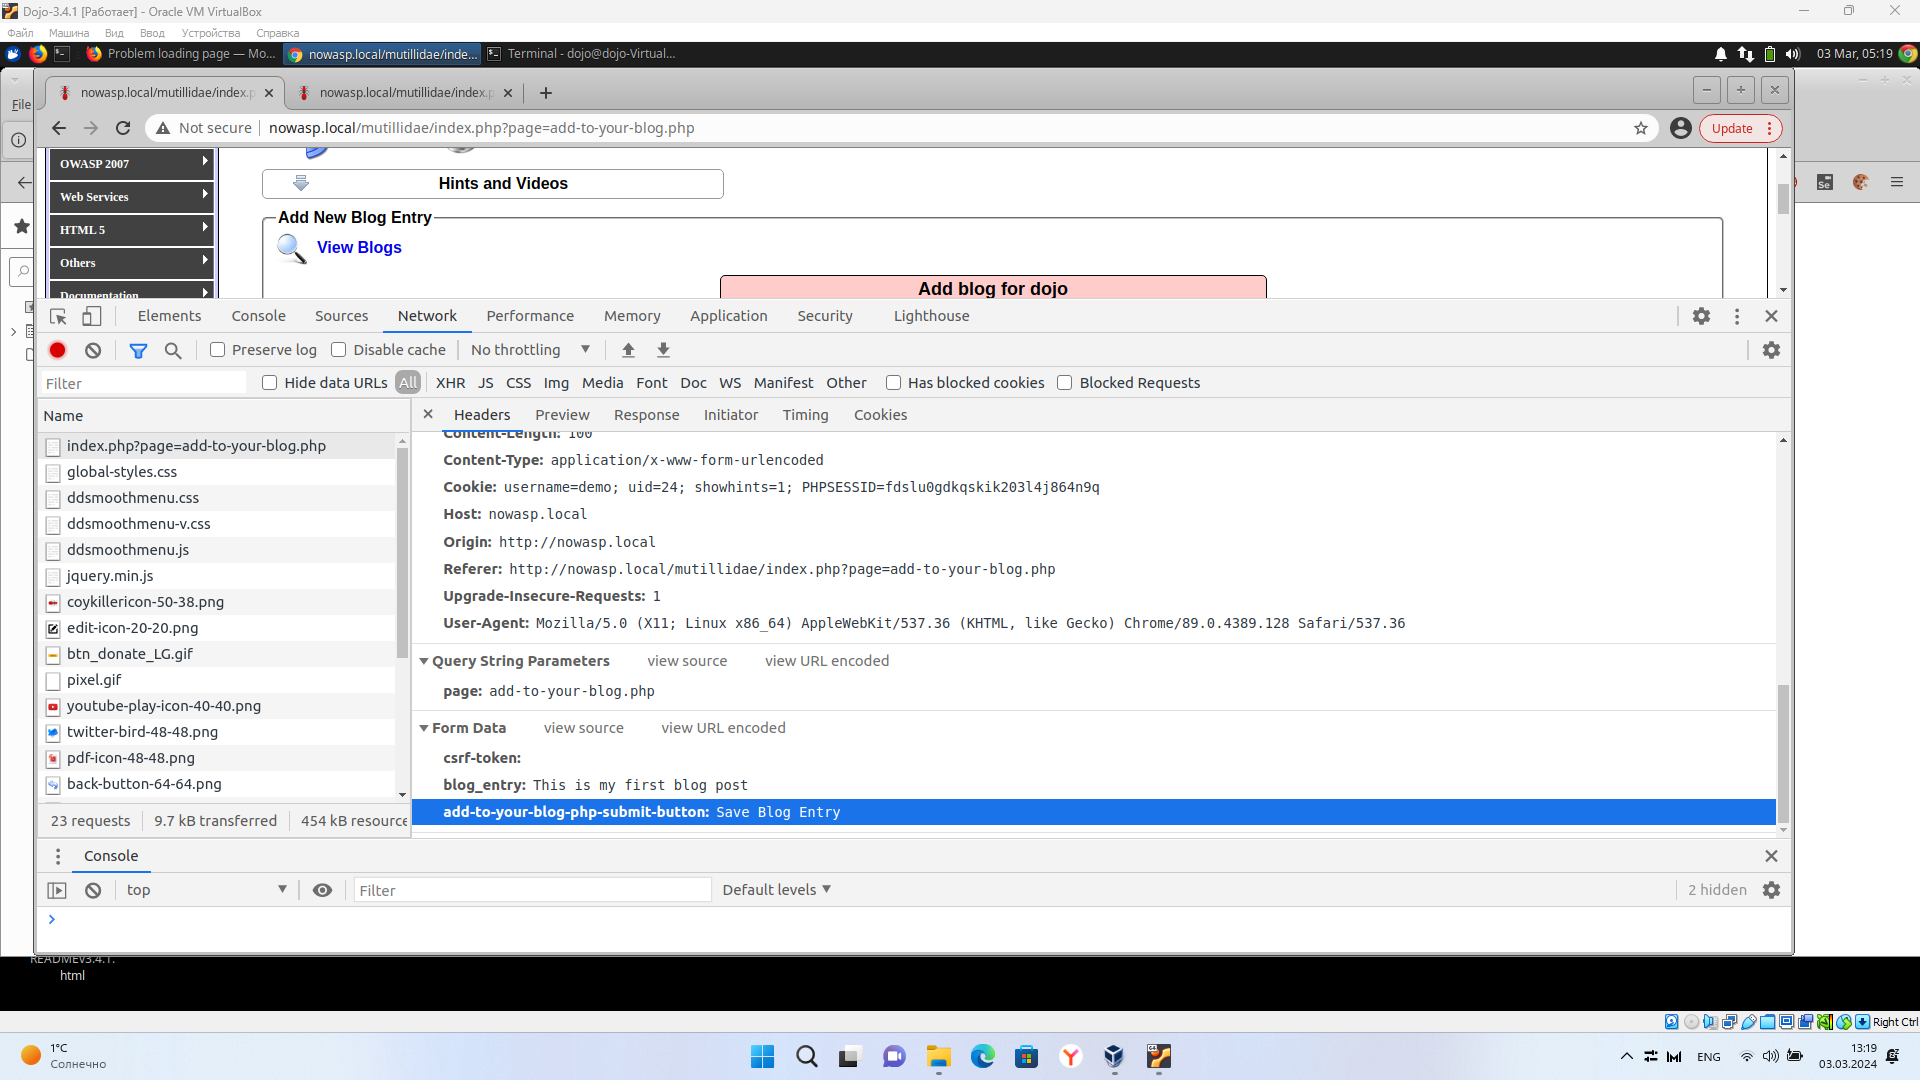 Dojo-3.4.1 [Работает] - Oracle VM VirtualBox
Файл Машина Вид Ввод Устройства Справка
Problem loading page — Mo... nowasp.local/mutillidae/inde... Terminal - dojo@dojo-Virtual... 03 Mar, 05:19
File
nowasp.local/mutillidae/index.p nowasp.local/mutillidae/index.p
Not secure nowasp.local/mutillidae/index.php?page=add-to-your-blog.php Update
OWASP 2007
Web Services
HTML 5
Others
Documentation
Hints and Videos
Add New Blog Entry
View Blogs
Add blog for dojo
Se
Elements Console Sources Network Performance Memory Application Security Lighthouse
Preserve log Disable cache No throttling
Filter Hide data URLs All XHR JS CSS Img Media Font Doc WS Manifest Other Has blocked cookies Blocked Requests
Name
Headers Preview Response Initiator Timing Cookies
index.php?page=add-to-your-blog.php
global-styles.css
ddsmoothmenu.css
ddsmoothmenu-v.css
ddsmoothmenu.js
jquery.min.js
coykillericon-50-38.png
edit-icon-20-20.png
btn_donate_LG.gif
pixel.gif
youtube-play-icon-40-40.png
twitter-bird-48-48.png
pdf-icon-48-48.png
back-button-64-64.png
23 requests 9.7 kB transferred 454 kB resource
Content-Length: 100
Content-Type: application/x-www-form-urlencoded
Cookie: username=demo; uid=24; showhints=1; PHPSESSID=fdslu0gdkqskik203l4j864n9q
Host: nowasp.local
Origin: http://nowasp.local
Referer: http://nowasp.local/mutillidae/index.php?page=add-to-your-blog.php
Upgrade-Insecure-Requests: 1
User-Agent: Mozilla/5.0 (X11; Linux x86_64) AppleWebKit/537.36 (KHTML, like Gecko) Chrome/89.0.4389.128 Safari/537.36
Query String Parameters view source view URL encoded
page: add-to-your-blog.php
Form Data view source view URL encoded
csrf-token:
blog_entry: This is my first blog post
add-to-your-blog-php-submit-button: Save Blog Entry
Console
top Filter Default levels 2 hidden
READMEv3.4.1.
html
Right Ctrl
1°C
Солнечно
ENG
13:19
03.03.2024